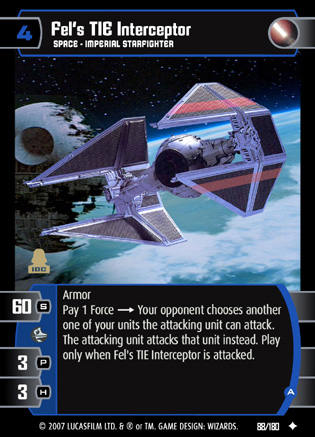 4 Fel's TIE Interceptor
SPACE - IMPERIAL STARFIGHTER
IDC
60 S
Armor
Pay 1 Force → Your opponent chooses another
one of your units the attacking unit can attack.
The attacking unit attacks that unit instead. Play
only when Fel's TIE Interceptor is attacked.
3 P
3 H
A
© 2007 LUCASFILM LTD. & ® or TM. GAME DESIGN: WIZARDS. 88/180